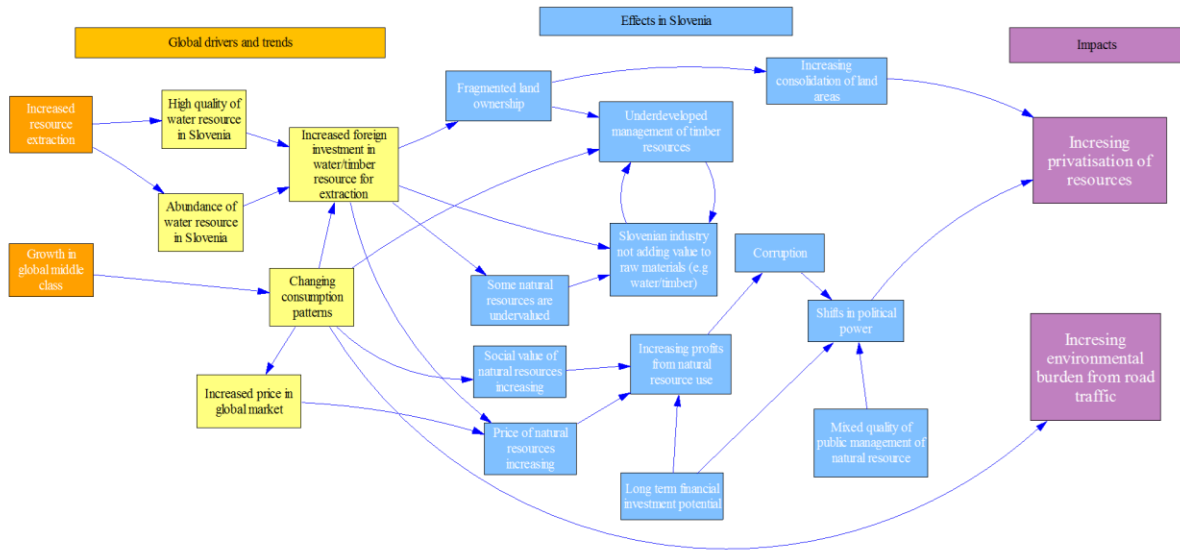 Global drivers and trends
Effects in Slovenia
Impacts
Increased
resource
extraction
High quality of
water resource
in Slovenia
Abundance of
water resource
in Slovenia
Growth in
global middle
class
Increased foreign
investment in
water/timber
resource for
extraction
Changing
consumption
patterns
Increased price in
global market
Fragmented land
ownership
Increasing
consolidation of land
areas
Underdeveloped
management of timber
resources
Slovenian industry
not adding value to
raw materials (e.g
water/timber)
Some natural
resources are
undervalued
Social value of
natural resources
increasing
Price of natural
resources
increasing
Increasing profits
from natural
resource use
Long term financial
investment potential
Corruption
Shifts in political
power
Mixed quality of
public management of
natural resource
Incresing
privatisation of
resources
Incresing
environmental
burden from road
traffic